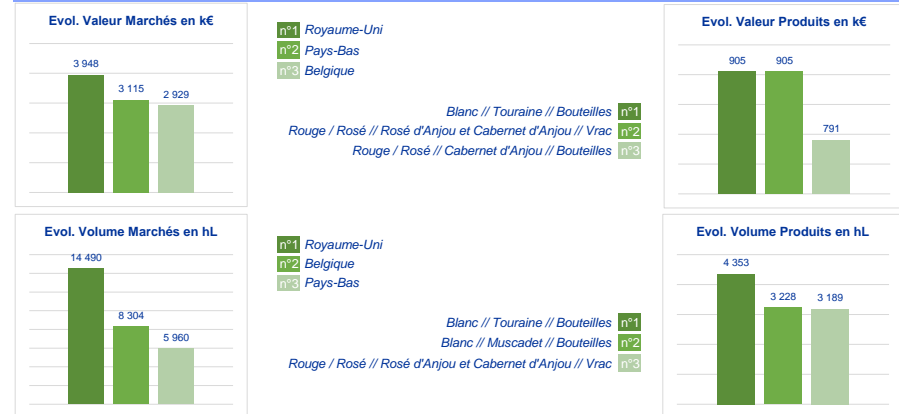 Evol. Valeur Marchés en k€
3 948
3 115
2 929
n°1 Royaume-Uni
n°2 Pays-Bas
n°3 Belgique
Blanc // Touraine // Bouteilles n°1
Rouge / Rosé // Rosé d'Anjou et Cabernet d'Anjou // Vrac n°2
Rouge / Rosé // Cabernet d'Anjou // Bouteilles n°3
Evol. Valeur Produits en k€
905
905
791
Evol. Volume Marchés en hL
14 490
8 304
5 960
n°1 Royaume-Uni
n°2 Belgique
n°3 Pays-Bas
Blanc // Touraine // Bouteilles n°1
Blanc // Muscadet // Bouteilles n°2
Rouge / Rosé // Rosé d'Anjou et Cabernet d'Anjou // Vrac n°3
Evol. Volume Produits en hL
4 353
3 228
3 189